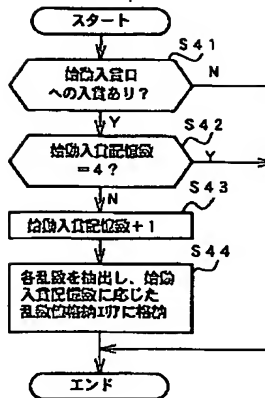 スタート
S41
始動入賞口
への入賞あり?
N
Y
S42
始動入賞記憶数
=4?
Y
N
S43
始動入賞記憶数+1
S44
各乱数を抽出し、始動
入賞記憶数に応じた
乱数値格納エリアに格納
エンド